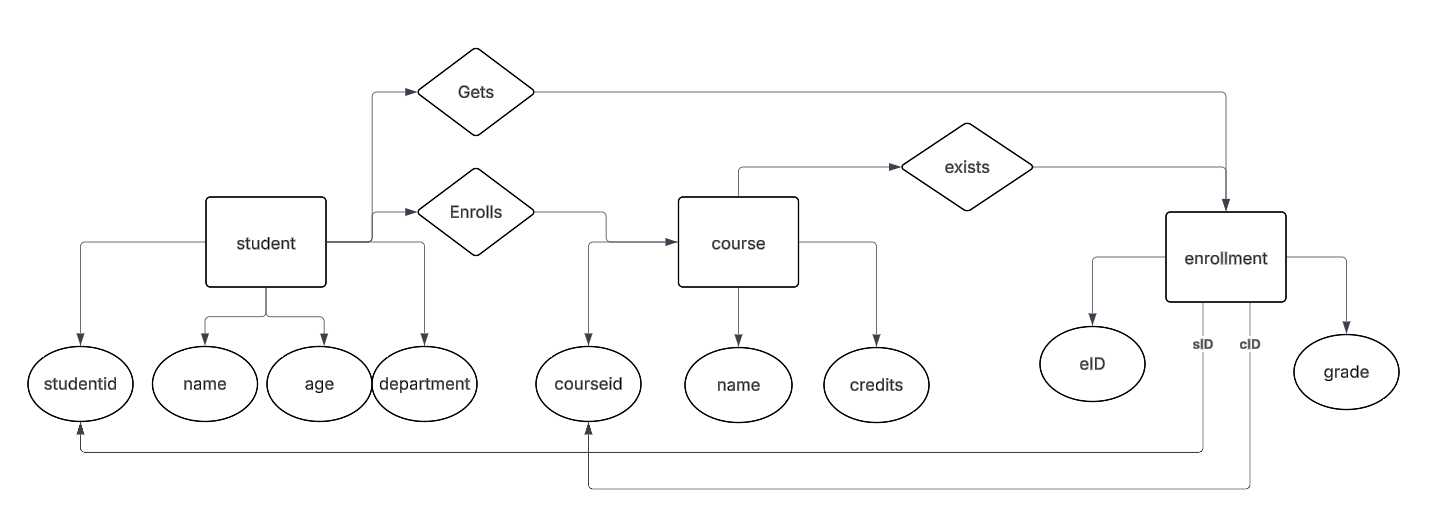 Gets
exists
Enrolls
student
course
enrollment
sID
cID
studentid
name
age
department
courseid
name
credits
eID
grade